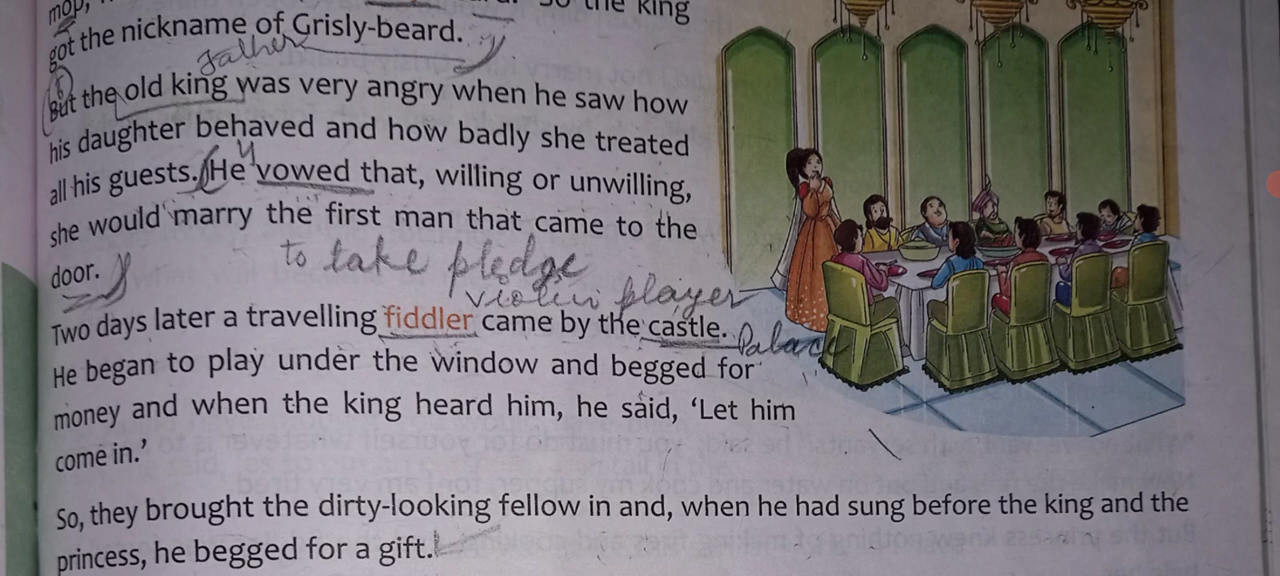 mop,
the king
got the nickname of Grisly-beard.
father
But the old king was very angry when he saw how
his daughter behaved and how badly she treated
all his guests. He vowed that, willing or unwilling,
she would marry the first man that came to the
door.
to take pledge
violin player
Two days later a travelling fiddler came by the castle.
Palace
He began to play under the window and begged for
money and when the king heard him, he said, ‘Let him
come in.’
So, they brought the dirty-looking fellow in and, when he had sung before the king and the
princess, he begged for a gift.